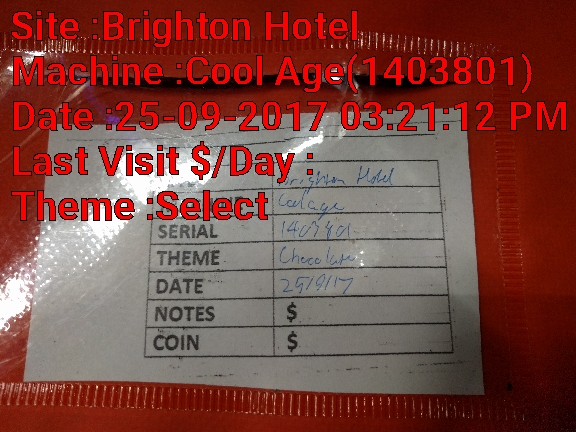 Site :Brighton Hotel
Machine :Cool Age(1403801)
Date :25-09-2017 03:21:12 PM
Last Visit $/Day :
Theme :Select
Brighton Hotel
Coolage
SERIAL 1403801
THEME Chocolate
DATE 25/9/17
NOTES $
COIN $